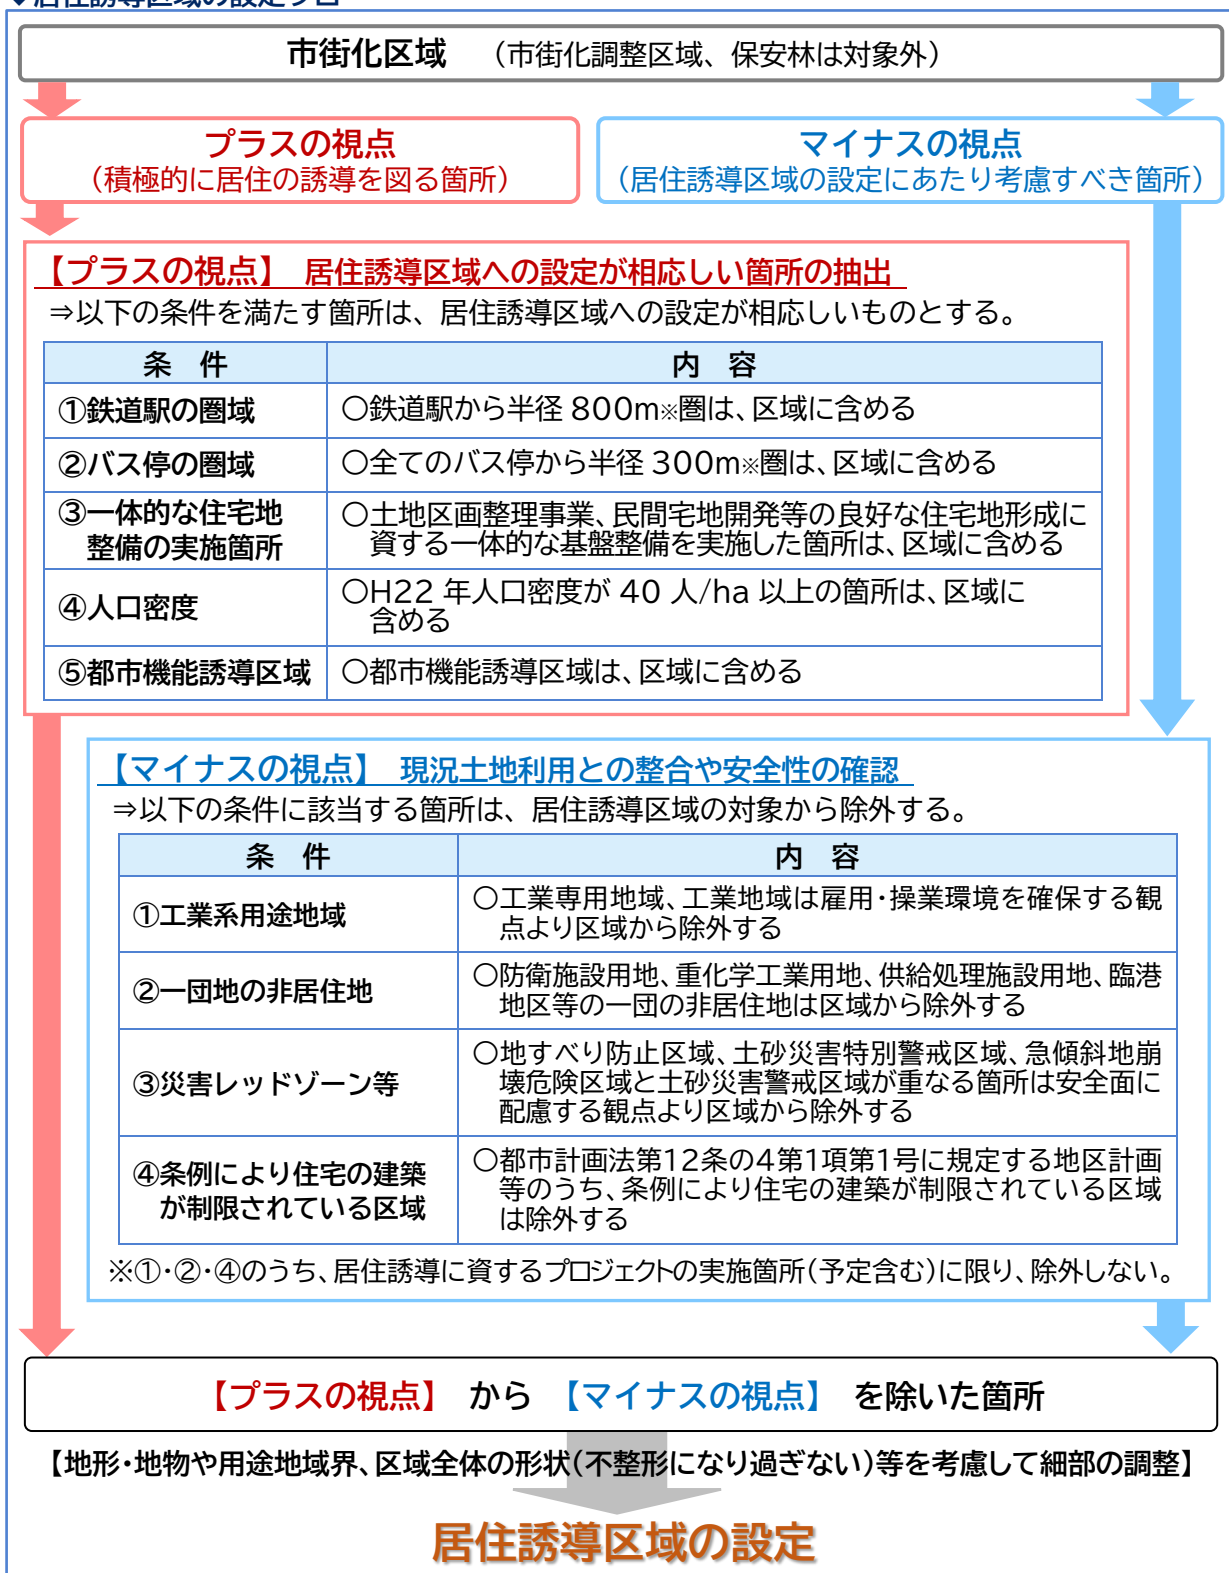 ◆居住誘導区域の設定フロー
市街化区域 （市街化調整区域、保安林は対象外）
プラスの視点
（積極的に居住の誘導を図る箇所）
マイナスの視点
（居住誘導区域の設定にあたり考慮すべき箇所）
【プラスの視点】 居住誘導区域への設定が相応しい箇所の抽出
⇒以下の条件を満たす箇所は、居住誘導区域への設定が相応しいものとする。
条 件 内 容
①鉄道駅の圏域 ○鉄道駅から半径 800m※圏は、区域に含める
②バス停の圏域 ○全てのバス停から半径 300m※圏は、区域に含める
③一体的な住宅地
整備の実施箇所
○土地区画整理事業、民間宅地開発等の良好な住宅地形成に
資する一体的な基盤整備を実施した箇所は、区域に含める
④人口密度
○H22 年人口密度が 40 人/ha 以上の箇所は、区域に
含める
⑤都市機能誘導区域 ○都市機能誘導区域は、区域に含める
【マイナスの視点】 現況土地利用との整合や安全性の確認
⇒以下の条件に該当する箇所は、居住誘導区域の対象から除外する。
条 件 内 容
①工業系用途地域
○工業専用地域、工業地域は雇用・操業環境を確保する観
点より区域から除外する
②一団地の非居住地
○防衛施設用地、重化学工業用地、供給処理施設用地、臨港
地区等の一団の非居住地は区域から除外する
③災害レッドゾーン等
○地すべり防止区域、土砂災害特別警戒区域、急傾斜地崩
壊危険区域と土砂災害警戒区域が重なる箇所は安全面に
配慮する観点より区域から除外する
④条例により住宅の建築
が制限されている区域
○都市計画法第12条の4第1項第1号に規定する地区計画
等のうち、条例により住宅の建築が制限されている区域
は除外する
※①・②・④のうち、居住誘導に資するプロジェクトの実施箇所（予定含む）に限り、除外しない。
【プラスの視点】 から 【マイナスの視点】 を除いた箇所
【地形・地物や用途地域界、区域全体の形状（不整形になり過ぎない）等を考慮して細部の調整】
居住誘導区域の設定